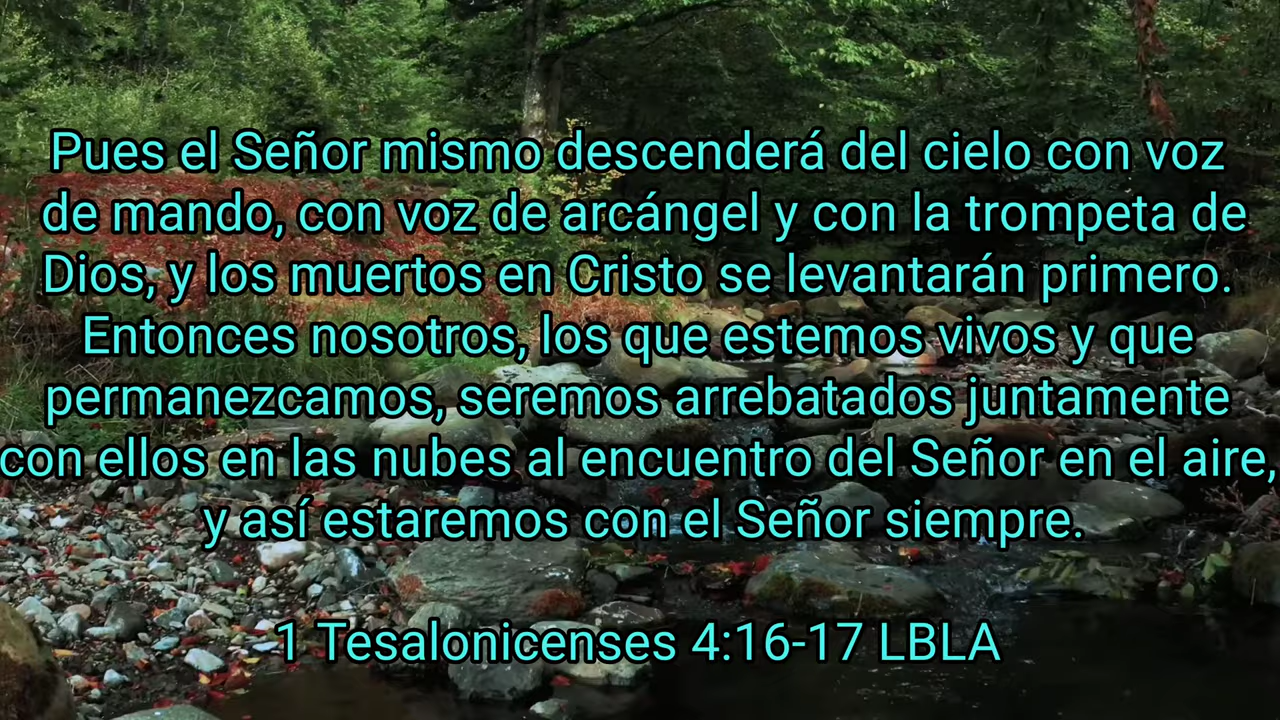 Pues el Señor mismo descenderá del cielo con voz
de mando, con voz de arcángel y con la trompeta de
Dios, y los muertos en Cristo se levantarán primero.
Entonces nosotros, los que estemos vivos y que
permanezcamos, seremos arrebatados juntamente
con ellos en las nubes al encuentro del Señor en el aire,
y así estaremos con el Señor siempre.
1 Tesalonicenses 4:16-17 LBLA